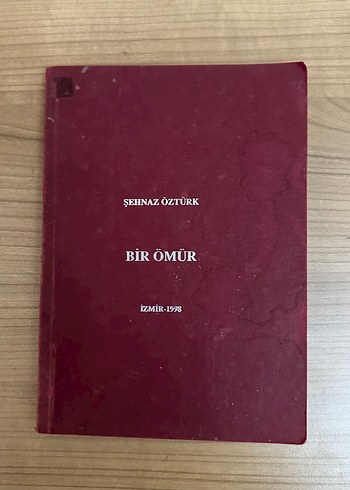 ŞEHNAZ ÖZTÜRK
BİR ÖMÜR
İZMİR-1998